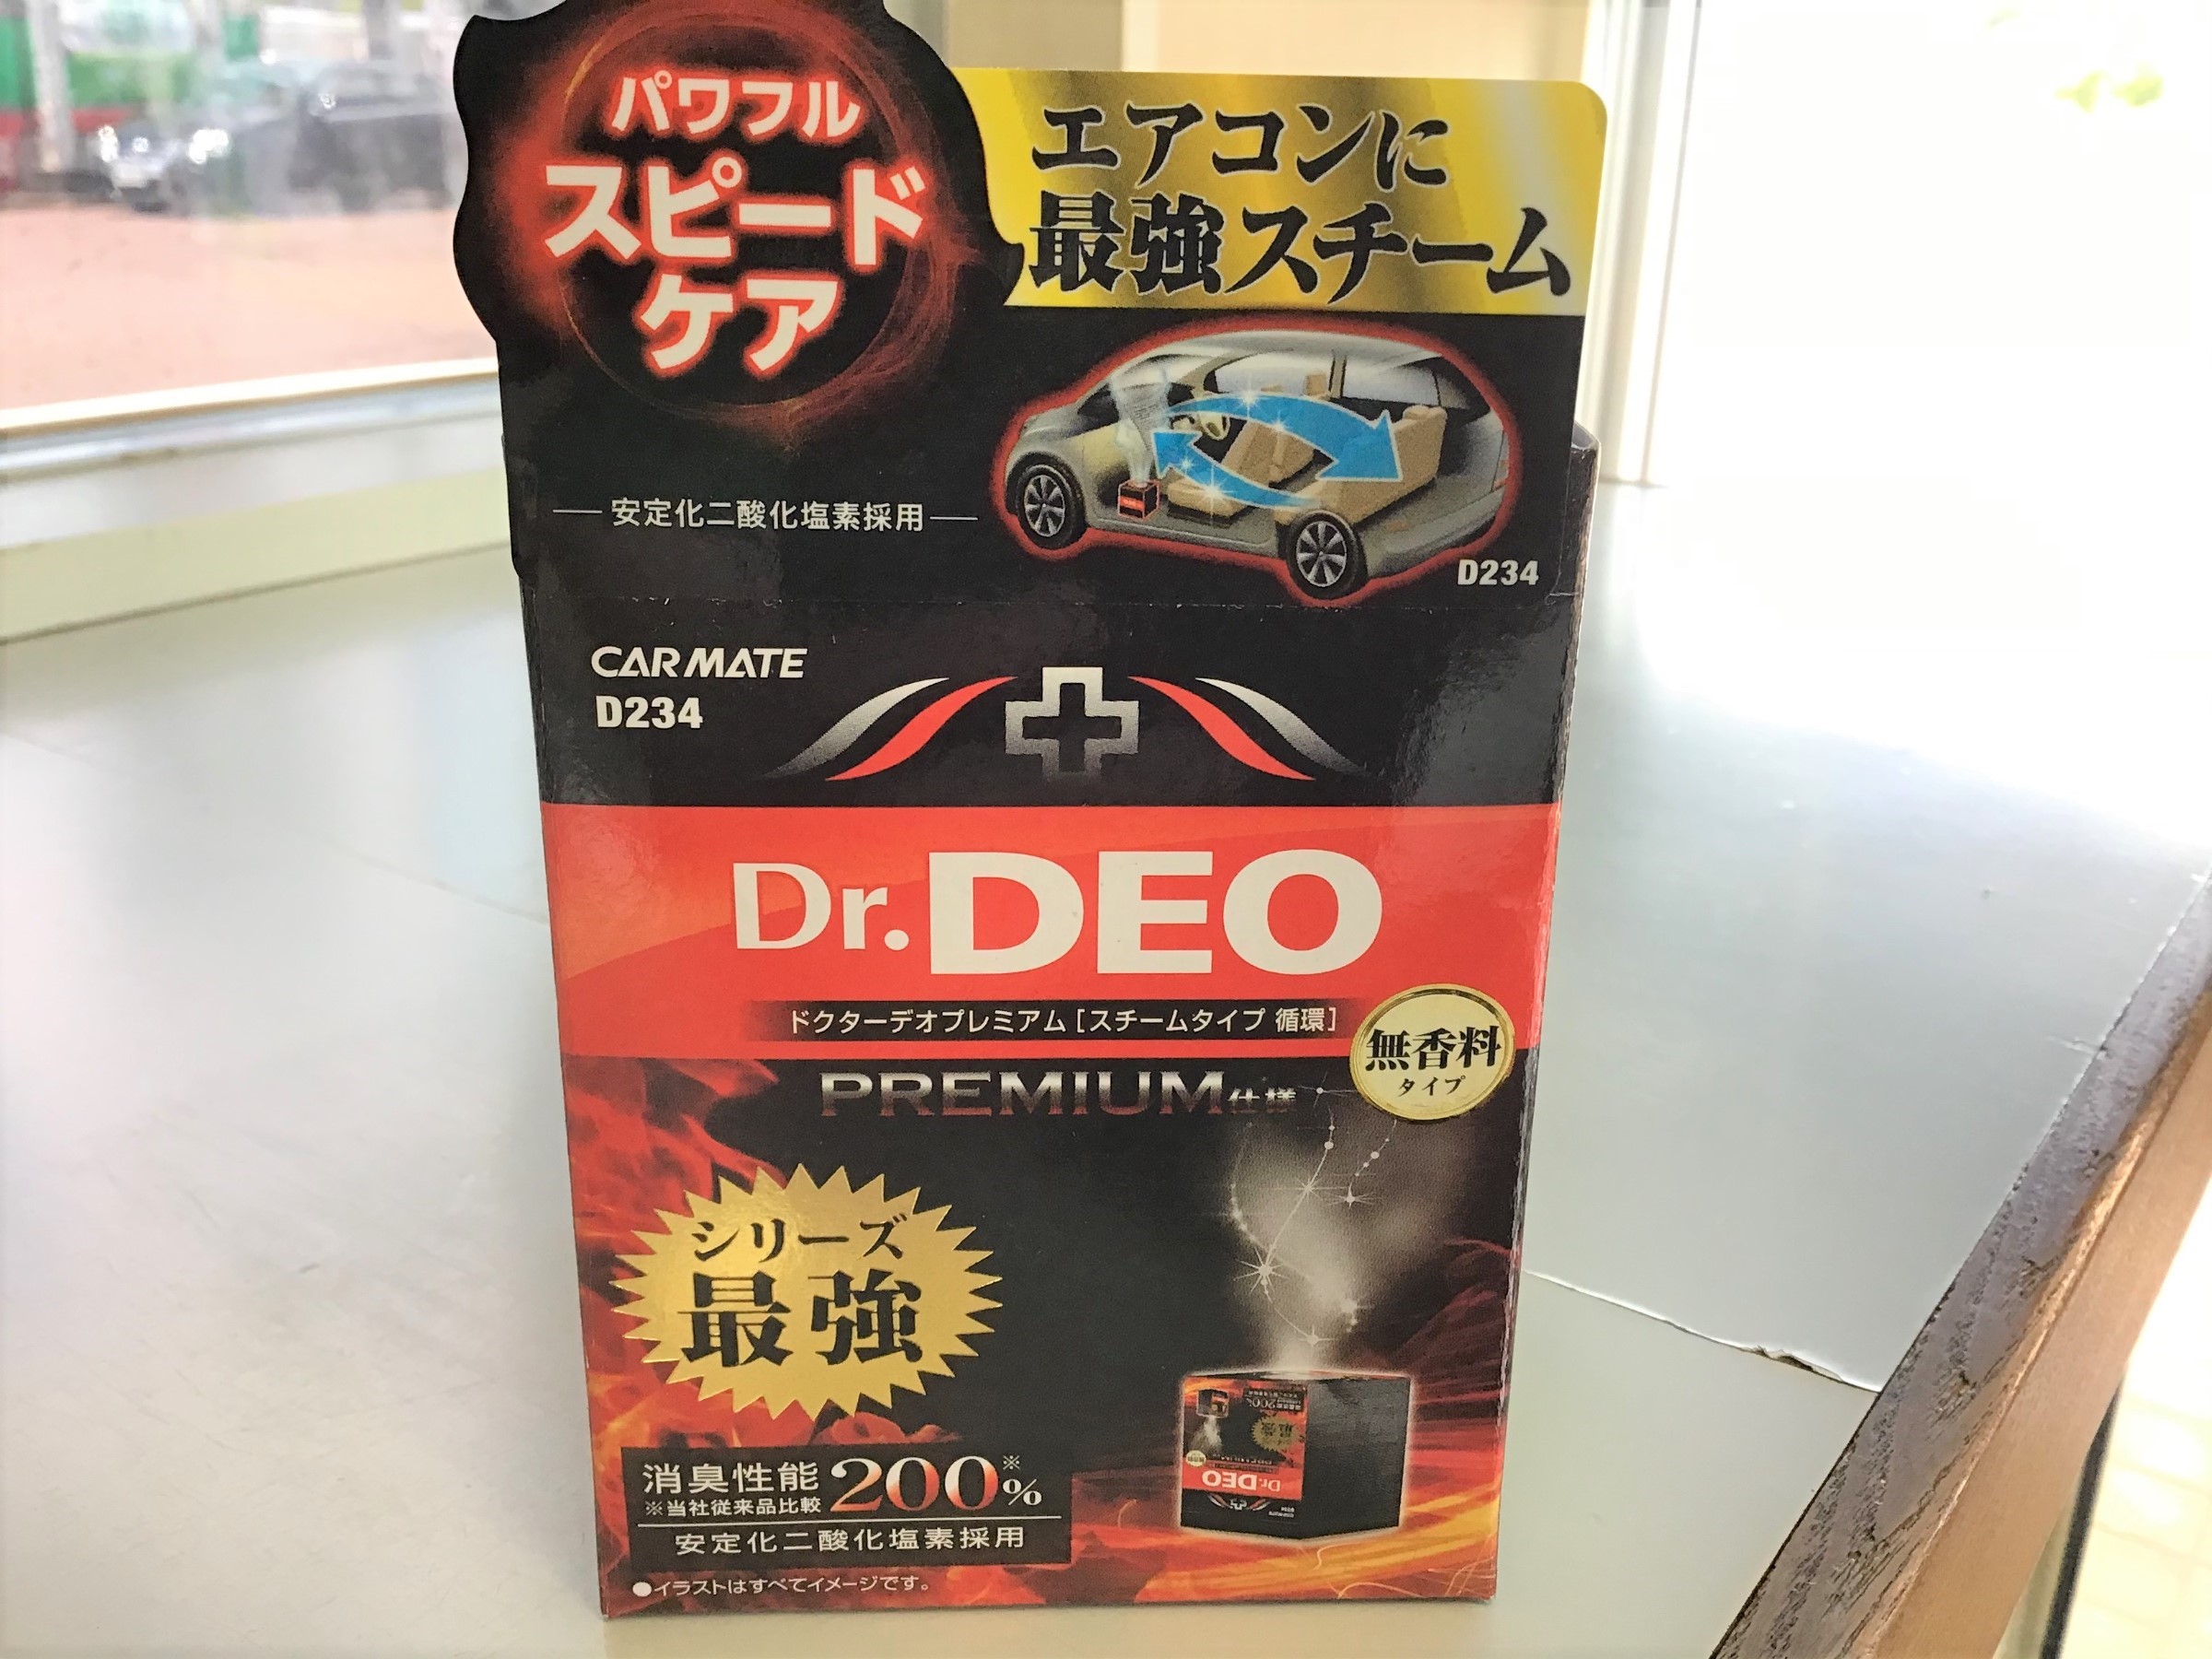 パワフル
スピード
ケア
エアコンに
最強スチーム
安定化二酸化塩素採用
D234
CARMATE
D234
Dr.DEO
ドクターデオプレミアム[スチームタイプ 循環]
無香料
タイプ
PREMIUM仕様
シリーズ
最強
消臭性能200%※
※当社従来品比較
安定化二酸化塩素採用
●イラストはすべてイメージです。
Dr.DEO